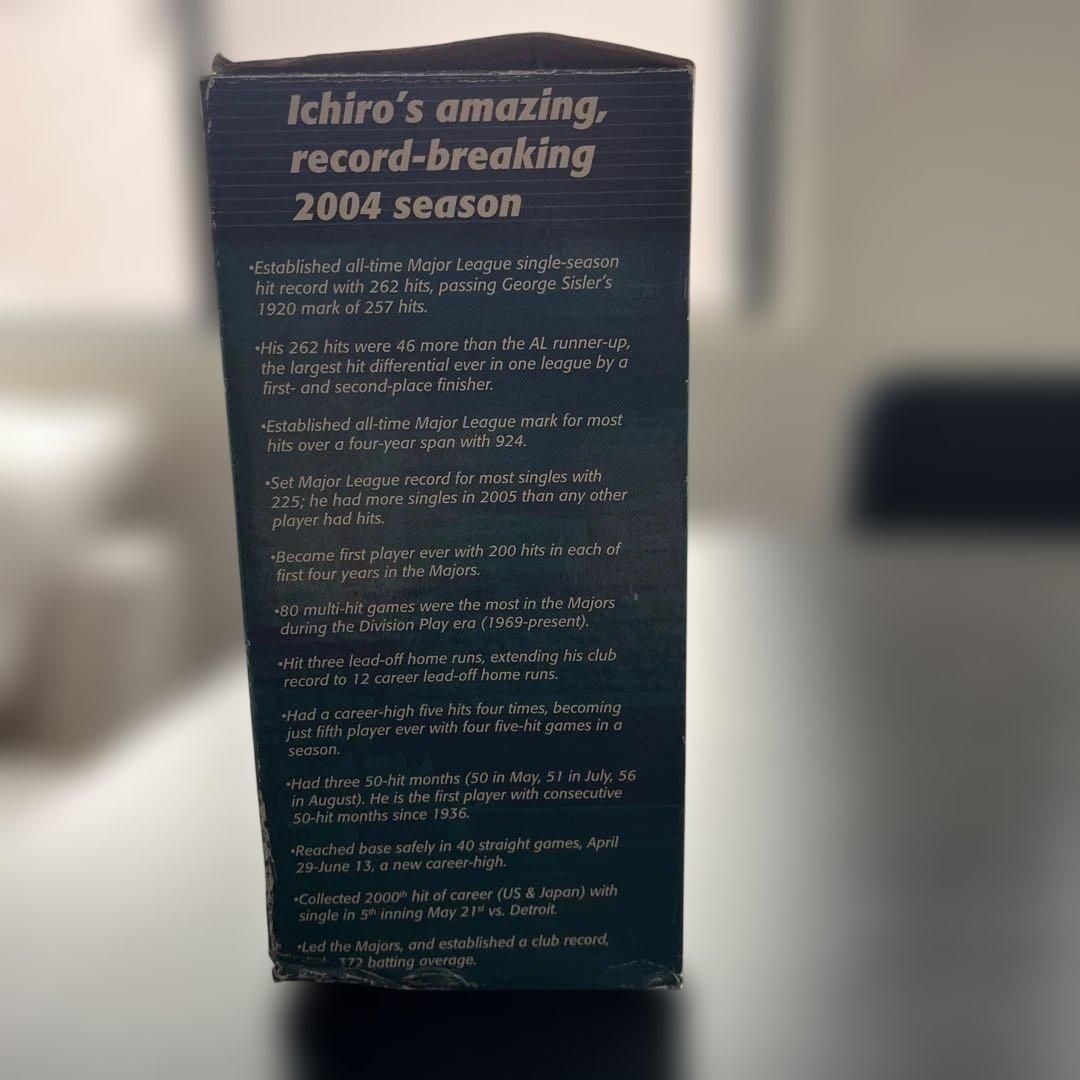 Ichiro's amazing,
record-breaking
2004 season
•Established all-time Major League single-season
hit record with 262 hits, passing George Sisler's
1920 mark of 257 hits.
•His 262 hits were 46 more than the AL runner-up,
the largest hit differential ever in one league by a
first- and second-place finisher.
•Established all-time Major League mark for most
hits over a four-year span with 924.
•Set Major League record for most singles with
225; he had more singles in 2005 than any other
player had hits.
•Became first player ever with 200 hits in each of
first four years in the Majors.
•80 multi-hit games were the most in the Majors
during the Division Play era (1969-present).
•Hit three lead-off home runs, extending his club
record to 12 career lead-off home runs.
•Had a career-high five hits four times, becoming
just fifth player ever with four five-hit games in a
season.
•Had three 50-hit months (50 in May, 51 in July, 56
in August). He is the first player with consecutive
50-hit months since 1936.
•Reached base safely in 40 straight games, April
29-June 13, a new career-high.
•Collected 2000th hit of career (US & Japan) with
single in 5th inning May 21st vs. Detroit.
•Led the Majors, and established a club record,
.372 batting average.